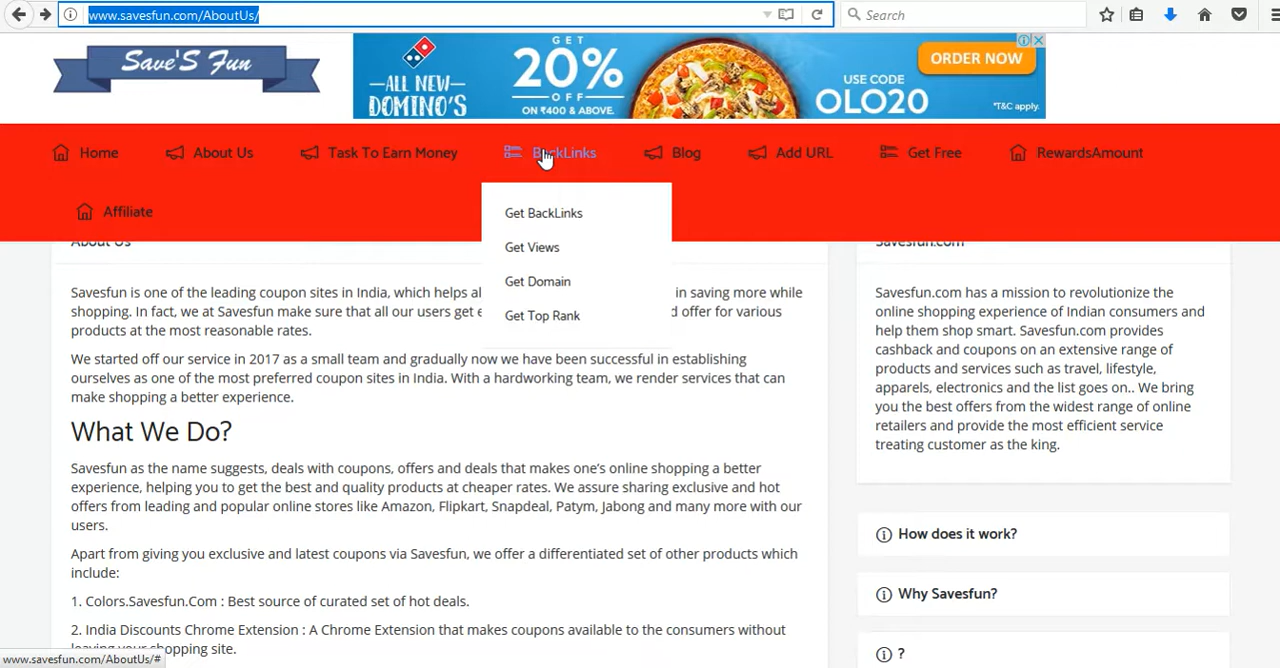 www.savesfun.com/AboutUs/
Search
Save'S Fun
ALL NEW
DOMINO'S
GET
20%
OFF
ON ₹400 & ABOVE.
ORDER NOW
USE CODE
OLO20
*T&C apply.
Home
About Us
Task To Earn Money
BackLinks
Blog
Add URL
Get Free
RewardsAmount
Affiliate
Get BackLinks
Get Views
Get Domain
Get Top Rank
About Us
Savesfun is one of the leading coupon sites in India, which helps al
in saving more while
shopping. In fact, we at Savesfun make sure that all our users get e
d offer for various
products at the most reasonable rates.
We started off our service in 2017 as a small team and gradually now we have been successful in establishing
ourselves as one of the most preferred coupon sites in India. With a hardworking team, we render services that can
make shopping a better experience.
What We Do?
Savesfun as the name suggests, deals with coupons, offers and deals that makes one's online shopping a better
experience, helping you to get the best and quality products at cheaper rates. We assure sharing exclusive and hot
offers from leading and popular online stores like Amazon, Flipkart, Snapdeal, Patym, Jabong and many more with our
users.
Apart from giving you exclusive and latest coupons via Savesfun, we offer a differentiated set of other products which
include:
1. Colors.Savesfun.Com : Best source of curated set of hot deals.
2. India Discounts Chrome Extension : A Chrome Extension that makes coupons available to the consumers without
leaving your shopping site.
Savesfun.com
Savesfun.com has a mission to revolutionize the
online shopping experience of Indian consumers and
help them shop smart. Savesfun.com provides
cashback and coupons on an extensive range of
products and services such as travel, lifestyle,
apparels, electronics and the list goes on.. We bring
you the best offers from the widest range of online
retailers and provide the most efficient service
treating customer as the king.
How does it work?
Why Savesfun?
?
www.savesfun.com/AboutUs/#